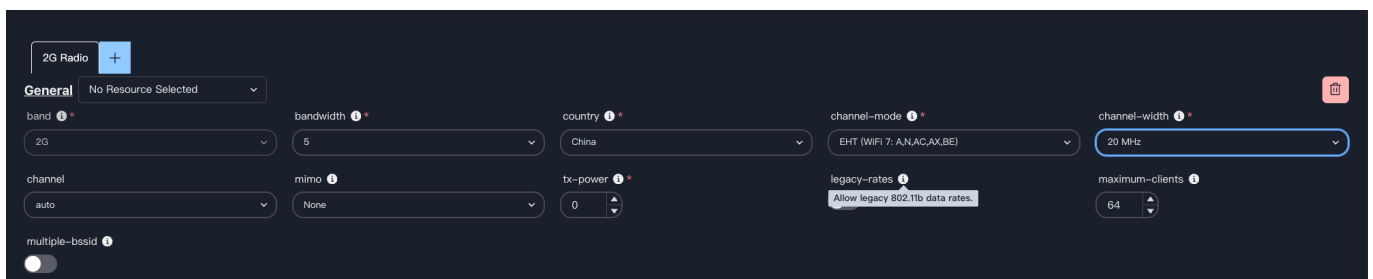 2G Radio +
General No Resource Selected
band * bandwidth * country * channel-mode * channel-width *
2G 5 China EHT (WiFi 7: A,N,AC,AX,BE) 20 MHz
channel mimo tx-power * legacy-rates maximum-clients
Allow legacy 802.11b data rates.
auto None 0 64
multiple-bssid